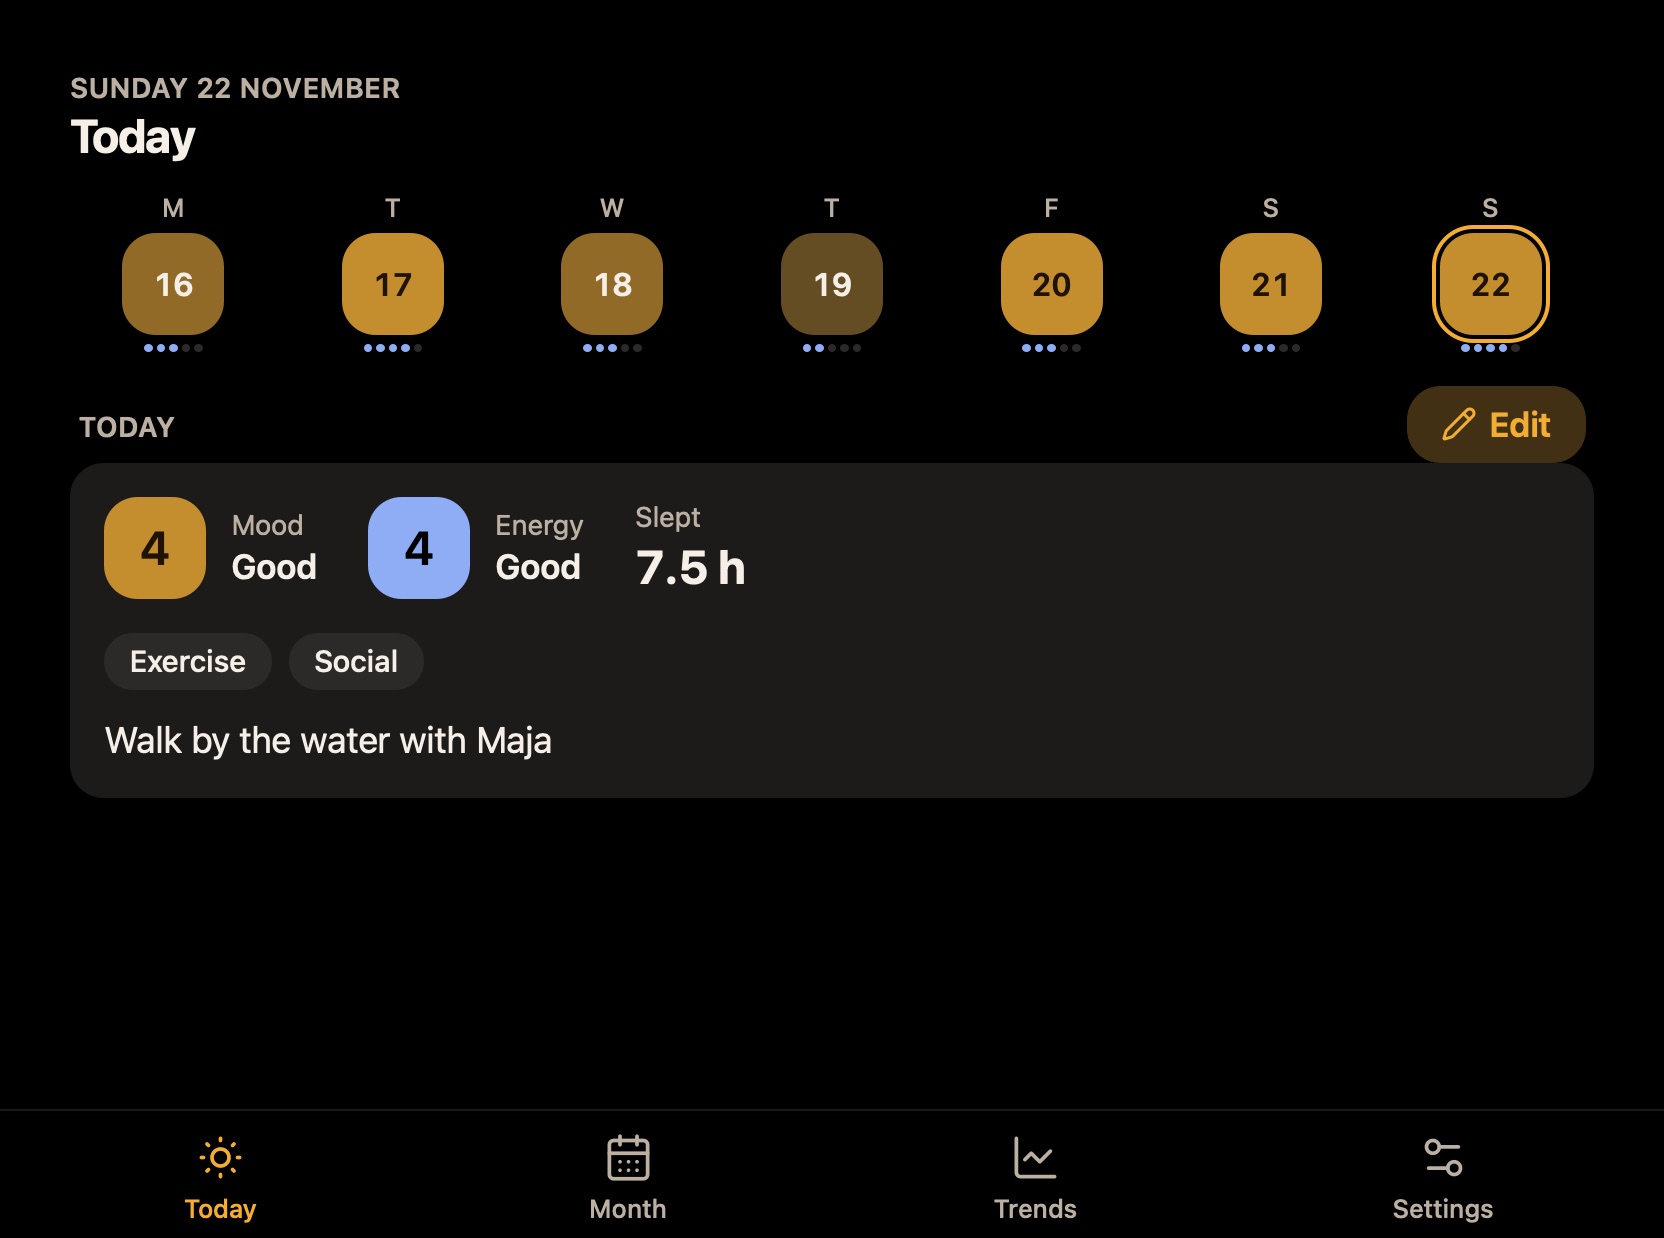 SUNDAY 22 NOVEMBER
Today
M T W T F S S
16 17 18 19 20 21 22
TODAY
Edit
4 Mood Good 4 Energy Good Slept 7.5 h
Exercise Social
Walk by the water with Maja
Today Month Trends Settings